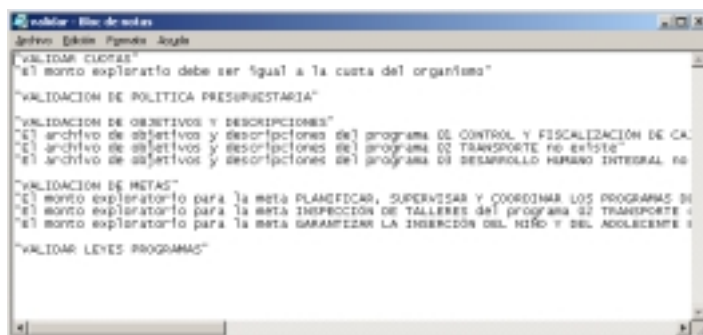 validar - Bloc de notas
Archivo Edición Formato Ayuda
"VALIDAR CUOTAS"
"El monto exploratio debe ser igual a la cuota del organismo"
"VALIDACION DE POLITICA PRESUPUESTARIA"
"VALIDACION DE OBJETIVOS Y DESCRIPCIONES"
"El archivo de objetivos y descripciones del programa 01 CONTROL Y FISCALIZACIÓN DE CA
"El archivo de objetivos y descripciones del programa 02 TRANSPORTE no existe"
"El archivo de objetivos y descripciones del programa 03 DESARROLLO HUMANO INTEGRAL no
"VALIDACION DE METAS"
"El monto exploratorio para la meta PLANIFICAR, SUPERVISAR Y COORDINAR LOS PROGRAMAS DE
"El monto exploratorio para la meta INSPECCIÓN DE TALLERES del programa 02 TRANSPORTE
"El monto exploratorio para la meta GARANTIZAR LA INSERCIÓN DEL NIÑO Y DEL ADOLECENTE
"VALIDAR LEYES PROGRAMAS"